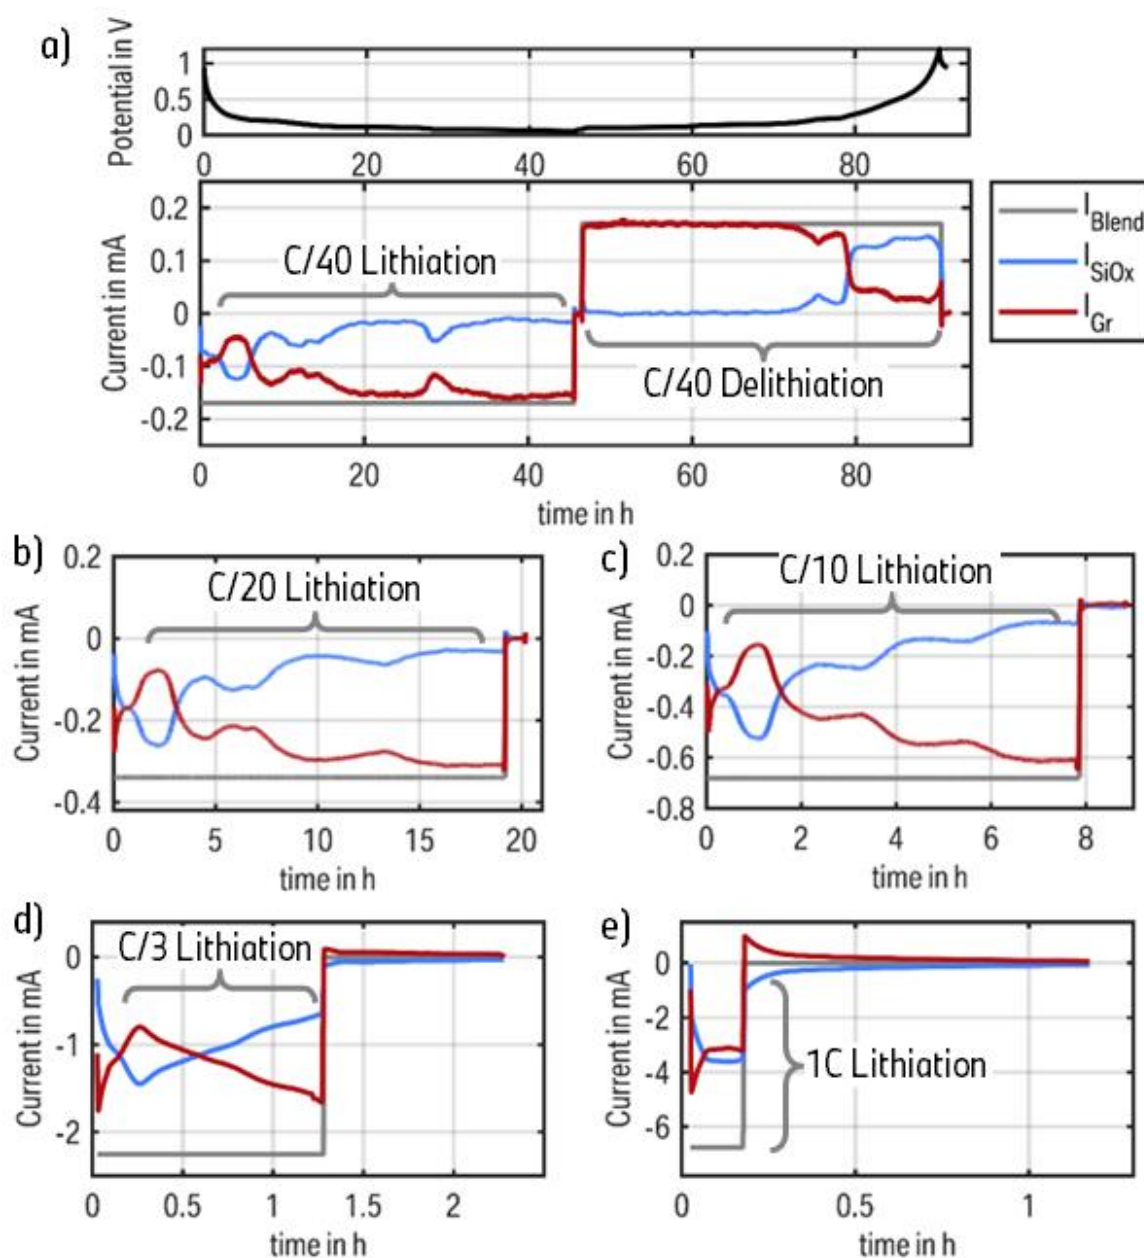 a)
Potential in V
1
0.5
0
0 20 40 60 80
Current in mA
0.2
0.1
0
-0.1
-0.2
C/40 Lithiation
C/40 Delithiation
I Blend
I SiOx
I Gr
0 20 40 60 80
time in h
b)
Current in mA
0.2
0
-0.2
-0.4
C/20 Lithiation
0 5 10 15 20
time in h
c)
Current in mA
0.2
0
-0.2
-0.4
-0.6
-0.8
C/10 Lithiation
0 2 4 6 8
time in h
d)
Current in mA
0
-1
-2
C/3 Lithiation
0 0.5 1 1.5 2
time in h
e)
Current in mA
0
-2
-4
-6
1C Lithiation
0 0.5 1
time in h